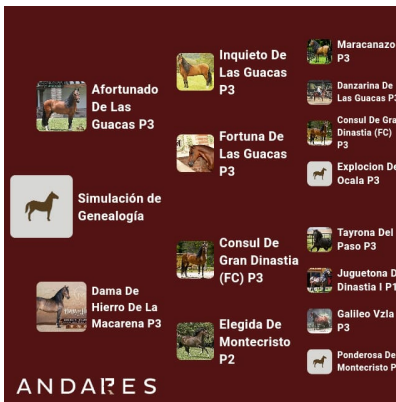 Maracanazo
P3
Inquieto De
Las Guacas
P3
Danzarina De
Las Guacas P3
Afortunado
De Las
Guacas P3
Consul De Gra
Dinastia (FC)
P3
Fortuna De
Las Guacas
P3
Explocion De
Ocala P3
Simulación de
Genealogía
Tayrona Del
Paso P3
Consul De
Gran Dinastia
(FC) P3
Juguetona D
Dinastia I P1
Dama De
Hierro De La
Macarena P3
Galileo Vzla
P3
Elegida De
Montecristo
P2
Ponderosa De
Montecristo P
ANDARES